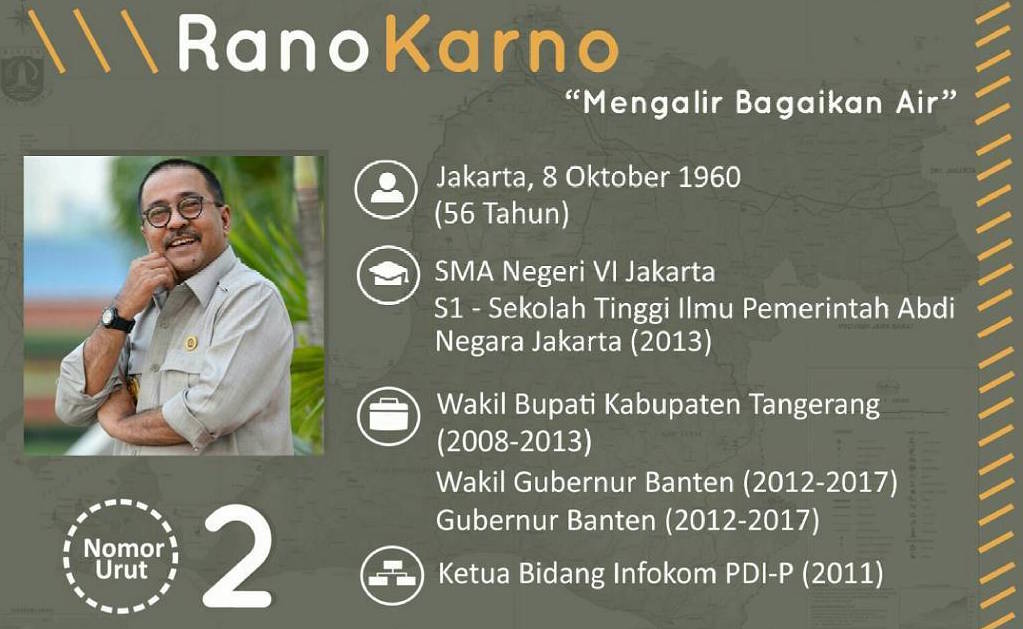 Rano Karno
“Mengalir Bagaikan Air”
Jakarta, 8 Oktober 1960
(56 Tahun)
SMA Negeri VI Jakarta
S1 - Sekolah Tinggi Ilmu Pemerintah Abdi
Negara Jakarta (2013)
Wakil Bupati Kabupaten Tangerang
(2008-2013)
Wakil Gubernur Banten (2012-2017)
Gubernur Banten (2012-2017)
Ketua Bidang Infokom PDI-P (2011)
Nomor
Urut
2